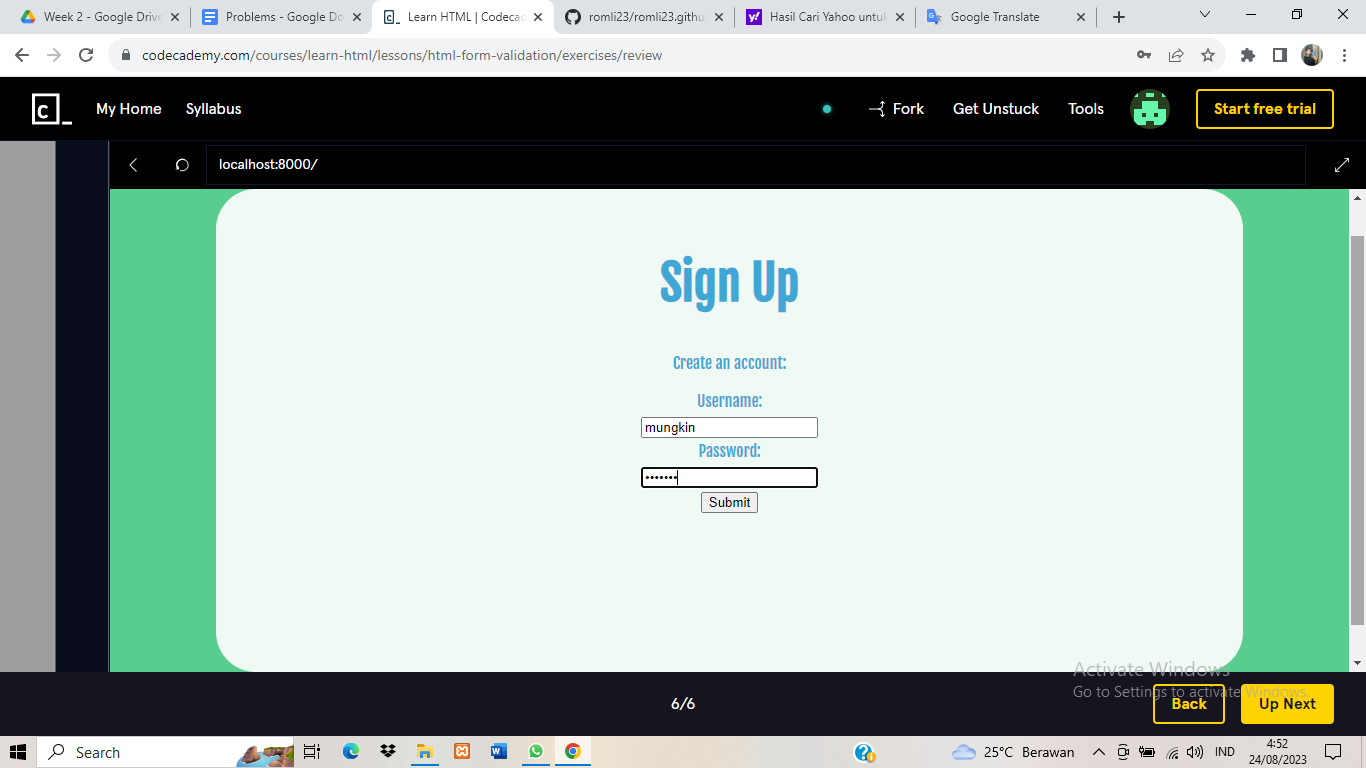 Week 2 - Google Drive
Problems - Google Do
Learn HTML | Codecac
romli23/romli23.githu
Hasil Cari Yahoo untuk
Google Translate
codecademy.com/courses/learn-html/lessons/html-form-validation/exercises/review
My Home
Syllabus
Fork
Get Unstuck
Tools
Start free trial
localhost:8000/
Sign Up
Create an account:
Username:
mungkin
Password:
•••••••
Submit
Activate Windows
Go to Settings to activate Windows.
6/6
Back
Up Next
Search
25°C Berawan
IND
4:52
24/08/2023